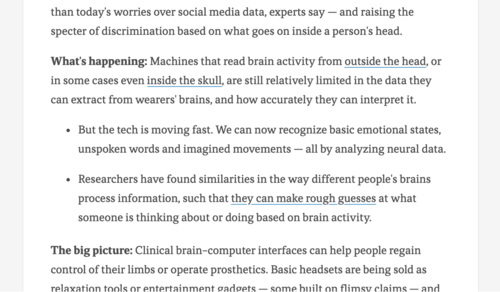 than today's worries over social media data, experts say — and raising the
specter of discrimination based on what goes on inside a person's head.
What's happening: Machines that read brain activity from outside the head, or
in some cases even inside the skull, are still relatively limited in the data they
can extract from wearers' brains, and how accurately they can interpret it.
• But the tech is moving fast. We can now recognize basic emotional states,
unspoken words and imagined movements — all by analyzing neural data.
• Researchers have found similarities in the way different people's brains
process information, such that they can make rough guesses at what
someone is thinking about or doing based on brain activity.
The big picture: Clinical brain-computer interfaces can help people regain
control of their limbs or operate prosthetics. Basic headsets are being sold as
relaxation tools or entertainment gadgets — some built on flimsy claims — and